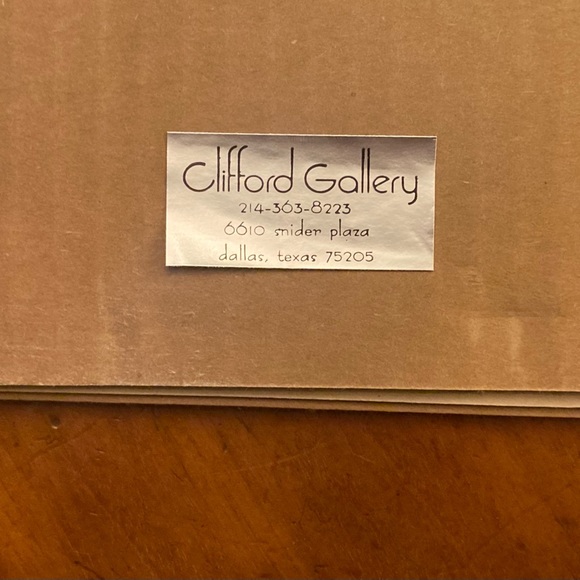 Clifford Gallery
214-363-8223
6610 snider plaza
dallas, texas 75205